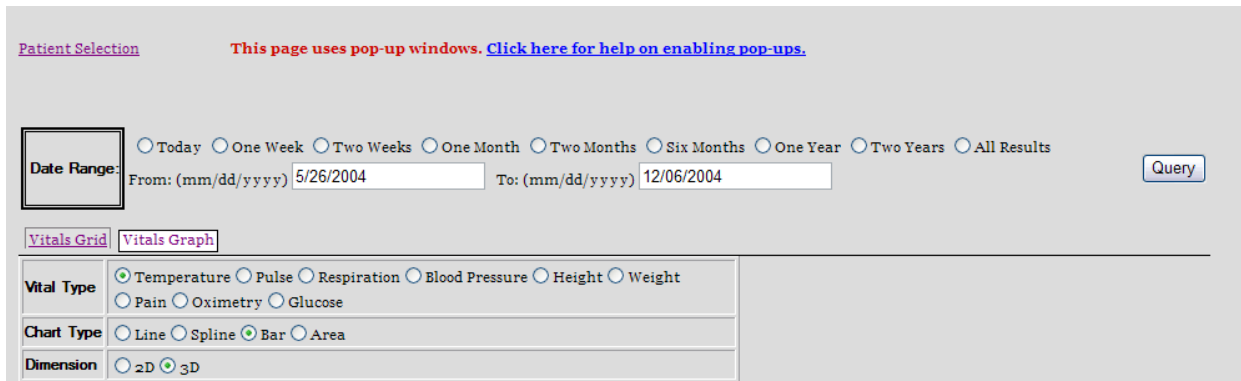 Patient Selection This page uses pop-up windows. Click here for help on enabling pop-ups.
Today One Week Two Weeks One Month Two Months Six Months One Year Two Years All Results
Date Range:
From: (mm/dd/yyyy) 5/26/2004 To: (mm/dd/yyyy) 12/06/2004
Query
Vitals Grid Vitals Graph
Vital Type Temperature Pulse Respiration Blood Pressure Height Weight
Pain Oximetry Glucose
Chart Type Line Spline Bar Area
Dimension 2D 3D